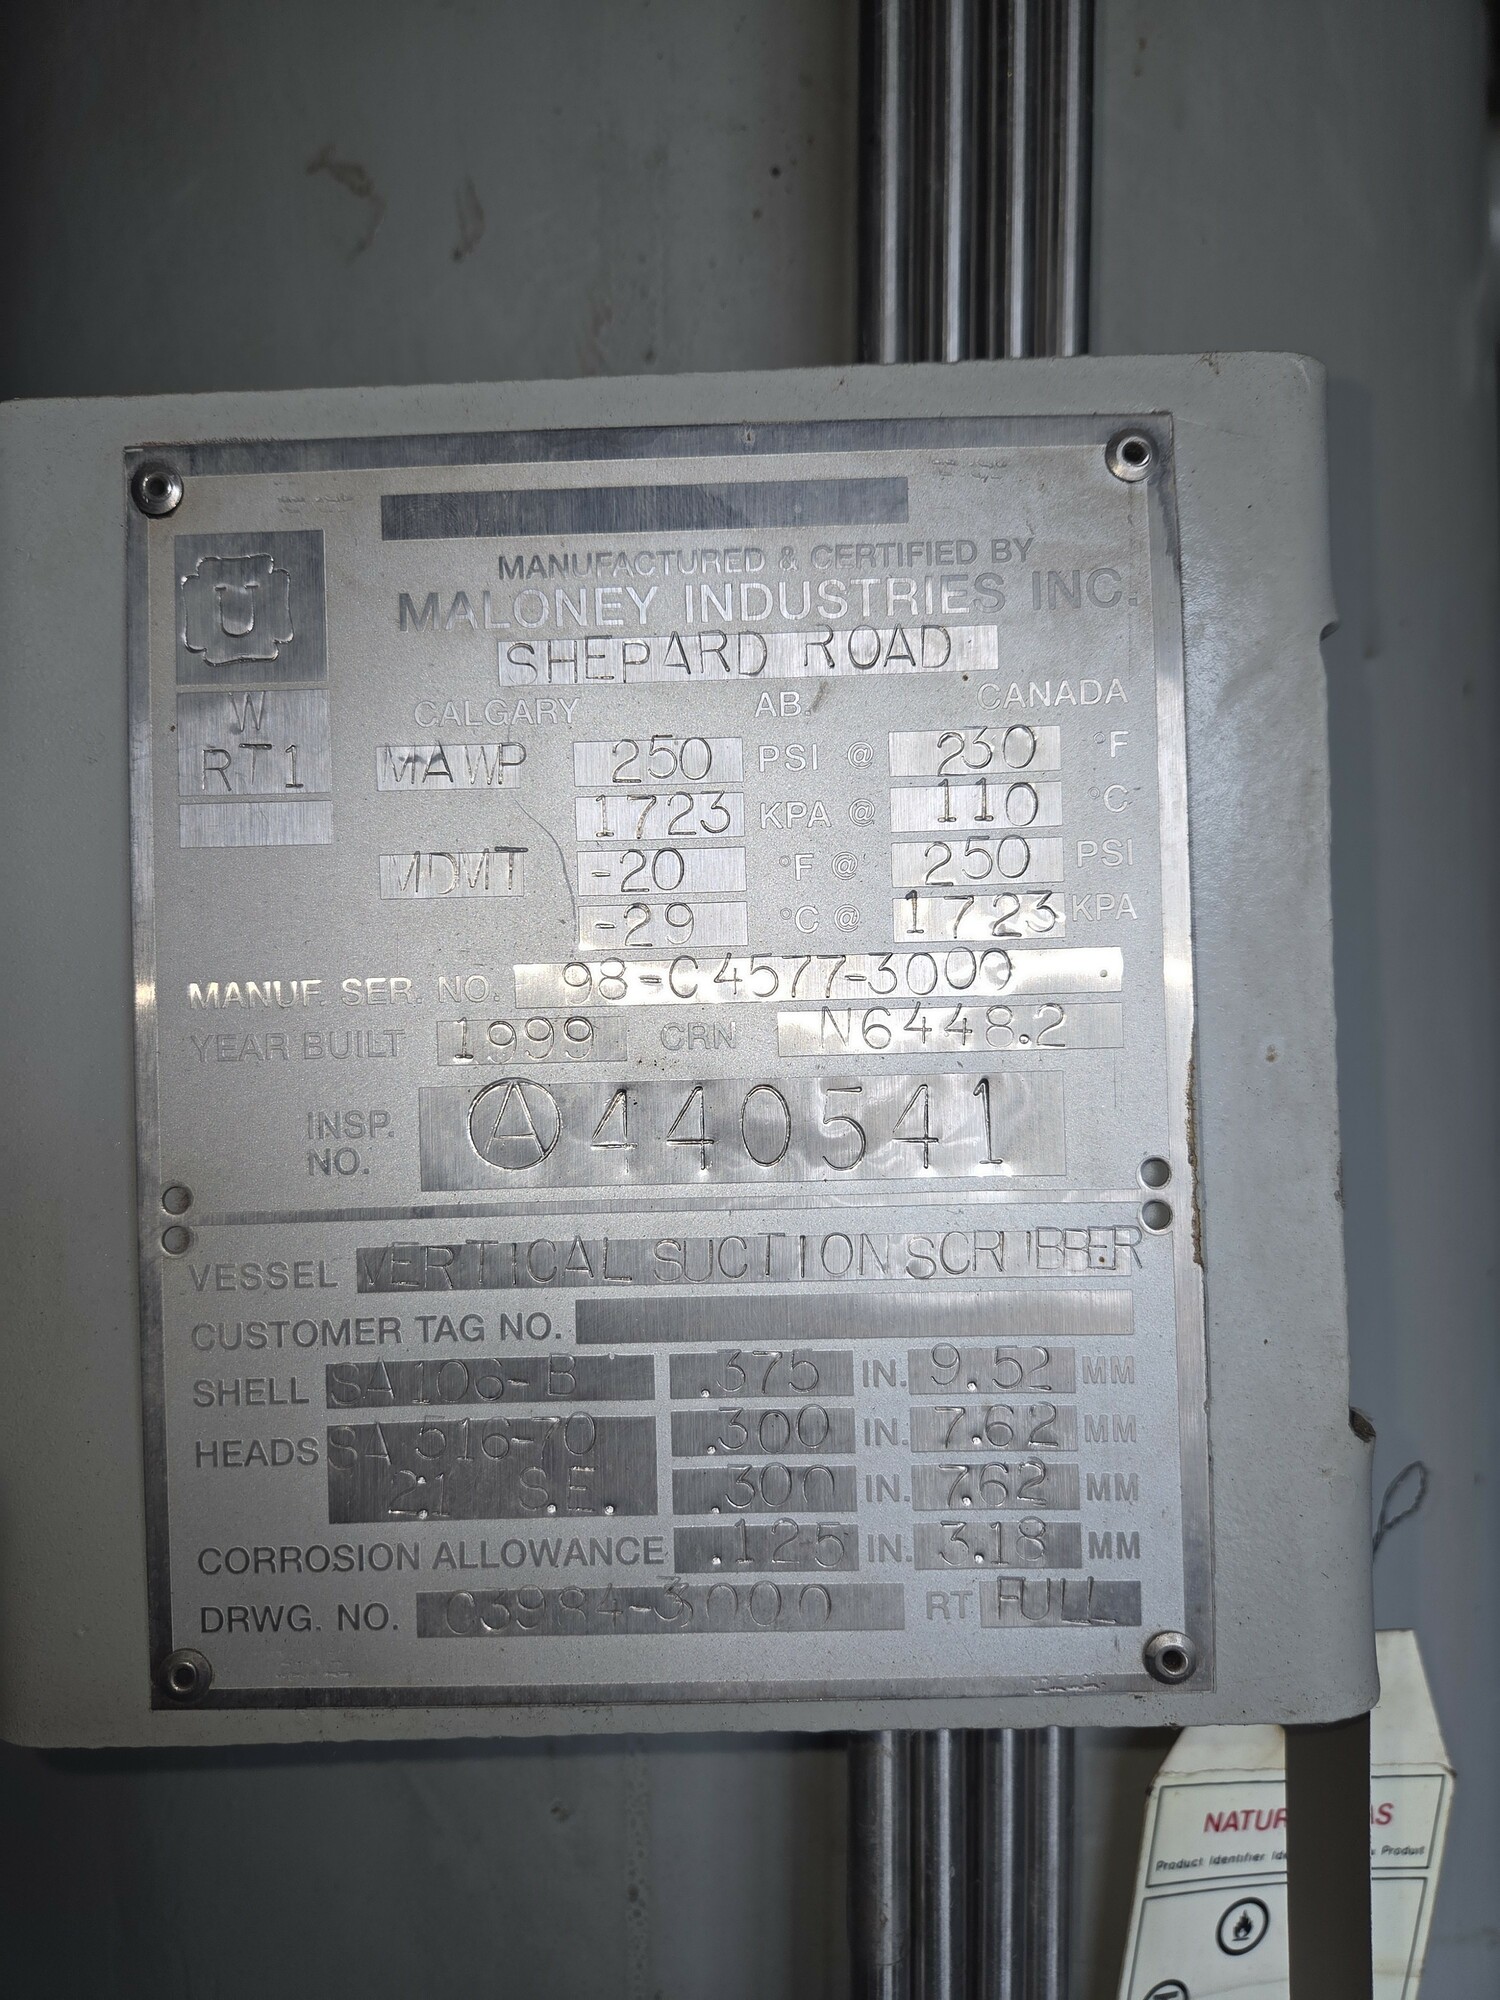 MANUFACTURED & CERTIFIED BY
MALONEY INDUSTRIES INC.
SHEPARD ROAD
CALGARY AB. CANADA
U
W
RT1
MAWP 250 PSI @ 230 °F
1723 KPA @ 110 °C
MDMT -20 °F @ 250 PSI
-29 °C @ 1723 KPA
MANUF. SER. NO. 98-C4577-3000
YEAR BUILT 1999 CRN N6448.2
INSP. NO. A 440541
VESSEL VERTICAL SUCTION SCRUBBER
CUSTOMER TAG NO.
SHELL SA106-B .375 IN. 9.52 MM
HEADS SA 516-70 .300 IN. 7.62 MM
2.1 S.E. .300 IN. 7.62 MM
CORROSION ALLOWANCE .125 IN. 3.18 MM
DRWG. NO. C3984-3000 RT FULL
Product Identifier
Product